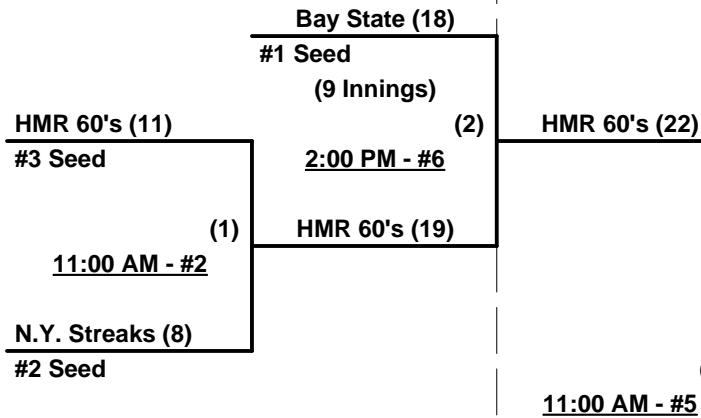 Bay State (18)
#1 Seed
(9 Innings)
HMR 60's (11)
(2)
HMR 60's (22)
#3 Seed
2:00 PM - #6
(1)
HMR 60's (19)
11:00 AM - #2
N.Y. Streaks (8)
#2 Seed
(
11:00 AM - #5